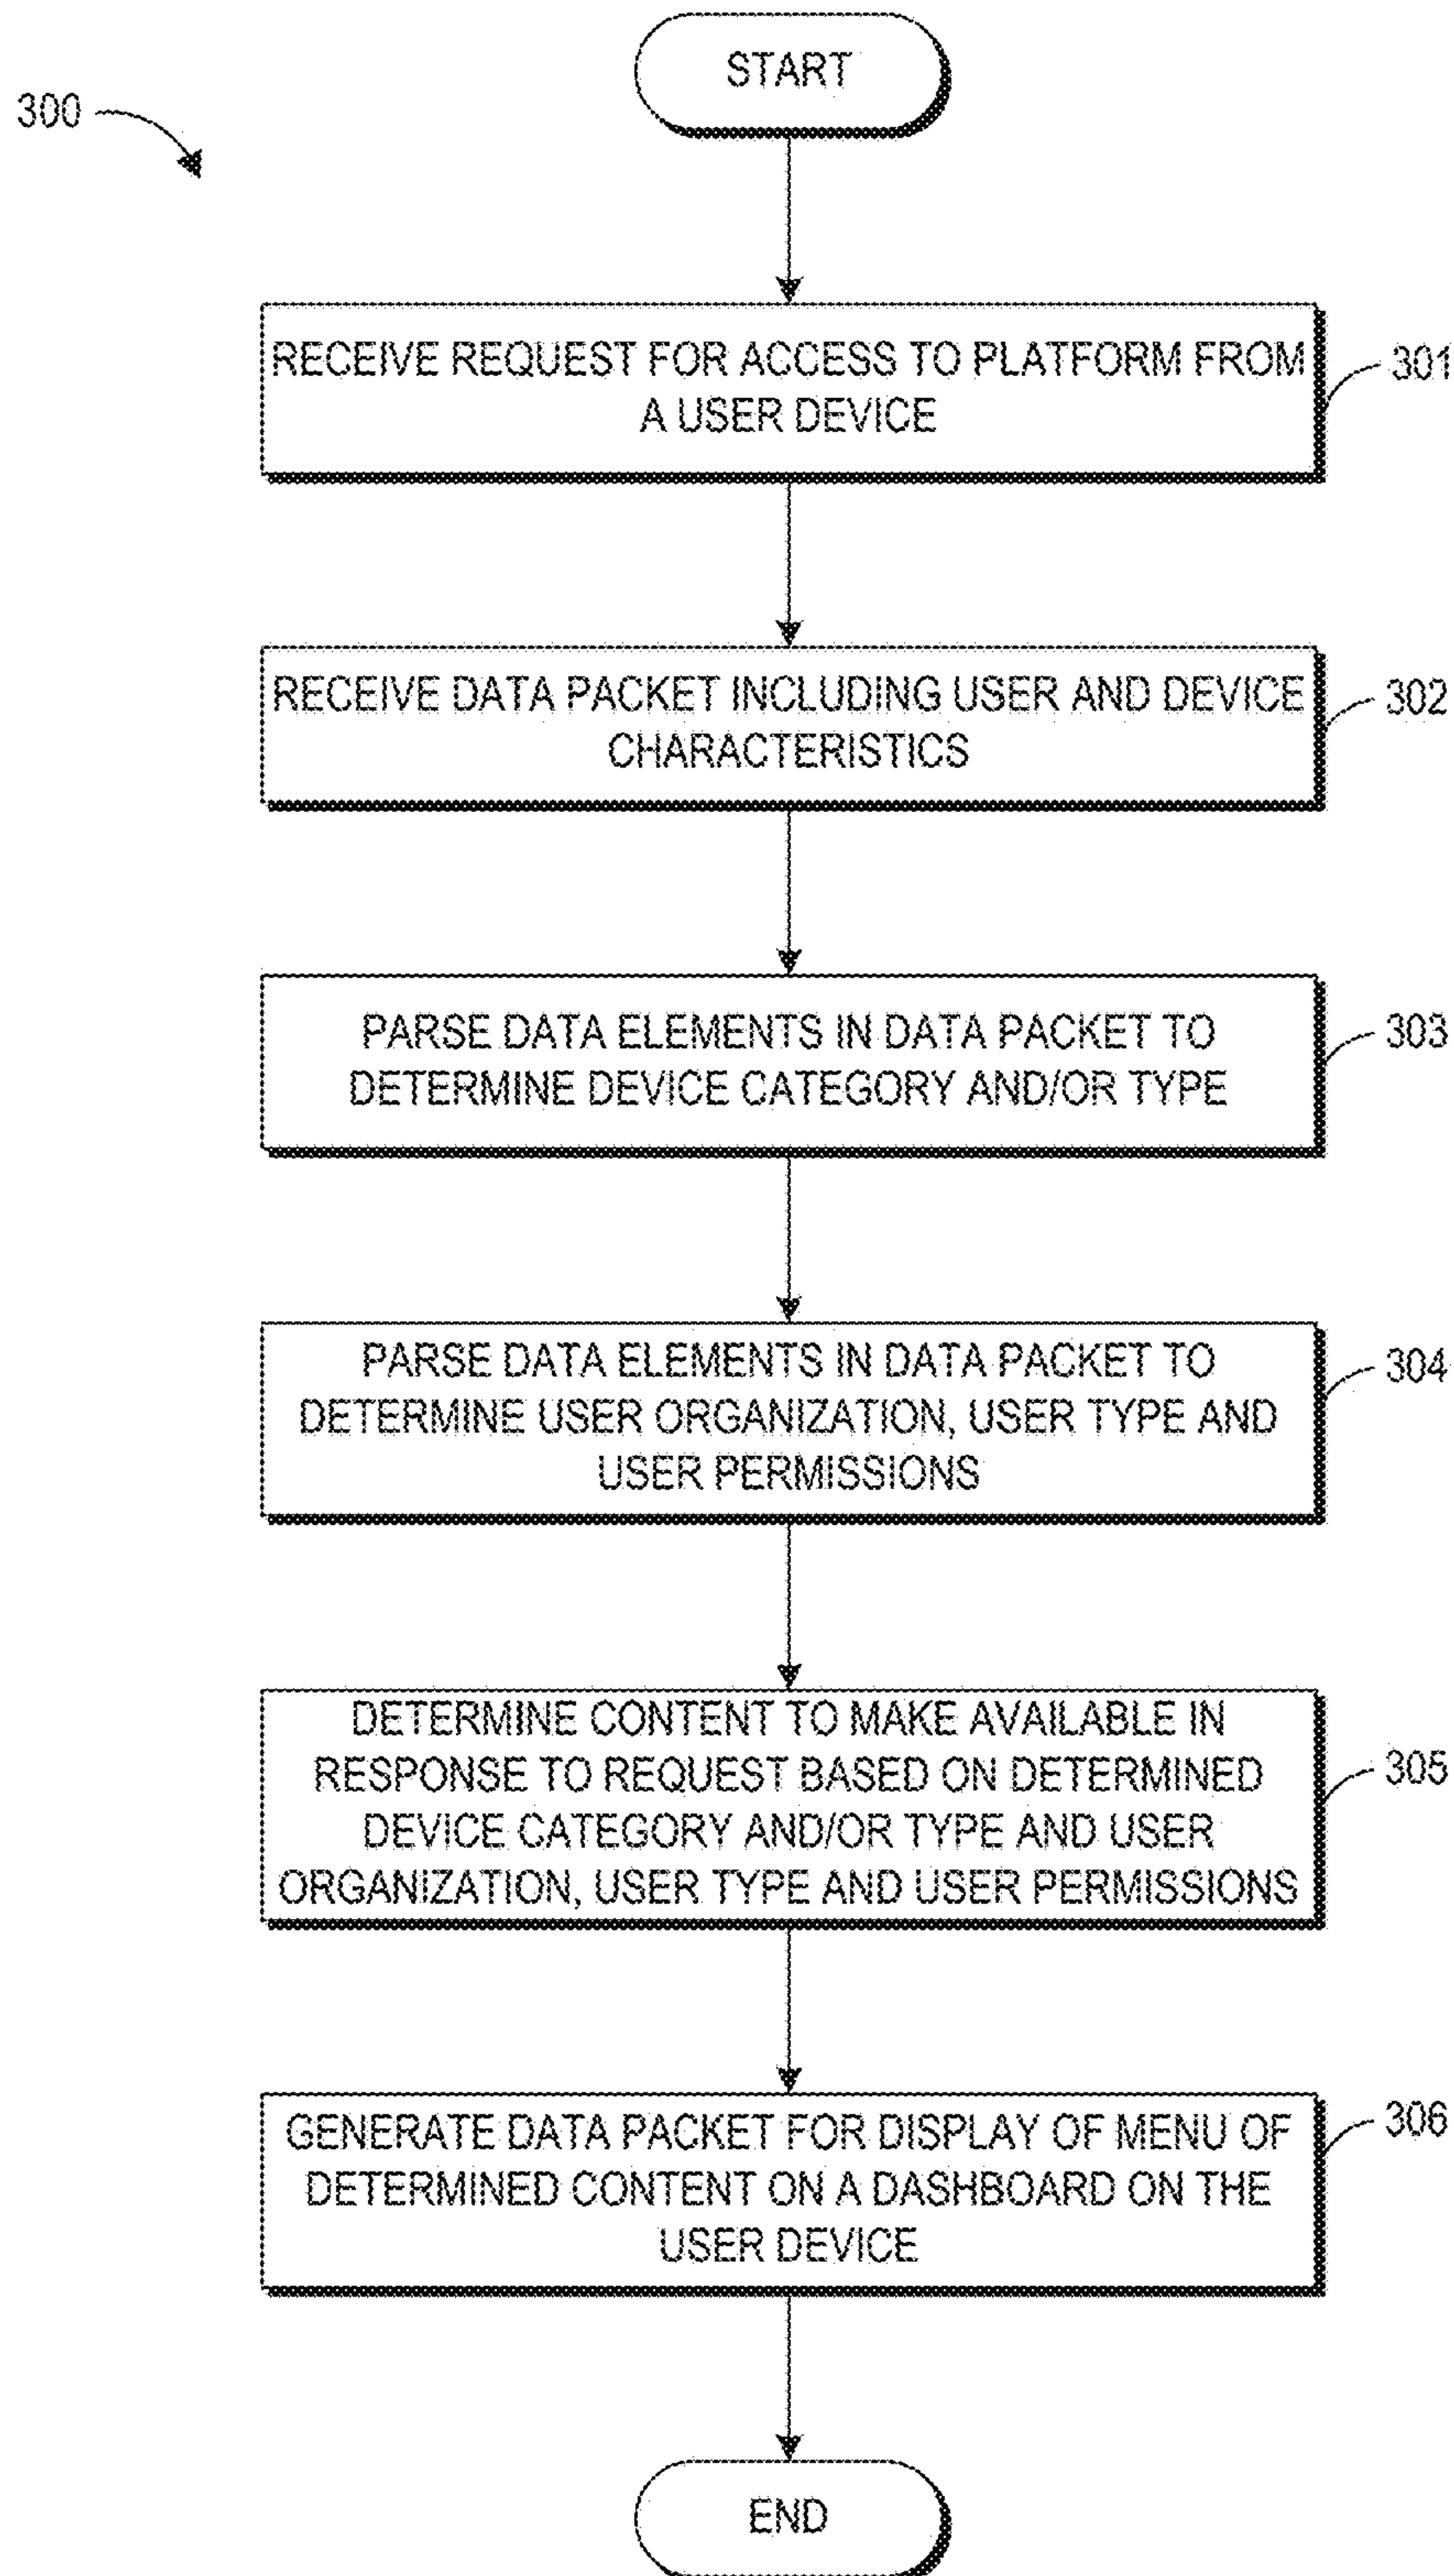 START
300
RECEIVE REQUEST FOR ACCESS TO PLATFORM FROM
A USER DEVICE
301
RECEIVE DATA PACKET INCLUDING USER AND DEVICE
CHARACTERISTICS
302
PARSE DATA ELEMENTS IN DATA PACKET TO
DETERMINE DEVICE CATEGORY AND/OR TYPE
303
PARSE DATA ELEMENTS IN DATA PACKET TO
DETERMINE USER ORGANIZATION, USER TYPE AND
USER PERMISSIONS
304
DETERMINE CONTENT TO MAKE AVAILABLE IN
RESPONSE TO REQUEST BASED ON DETERMINED
DEVICE CATEGORY AND/OR TYPE AND USER
ORGANIZATION, USER TYPE AND USER PERMISSIONS
305
GENERATE DATA PACKET FOR DISPLAY OF MENU OF
DETERMINED CONTENT ON A DASHBOARD ON THE
USER DEVICE
306
END